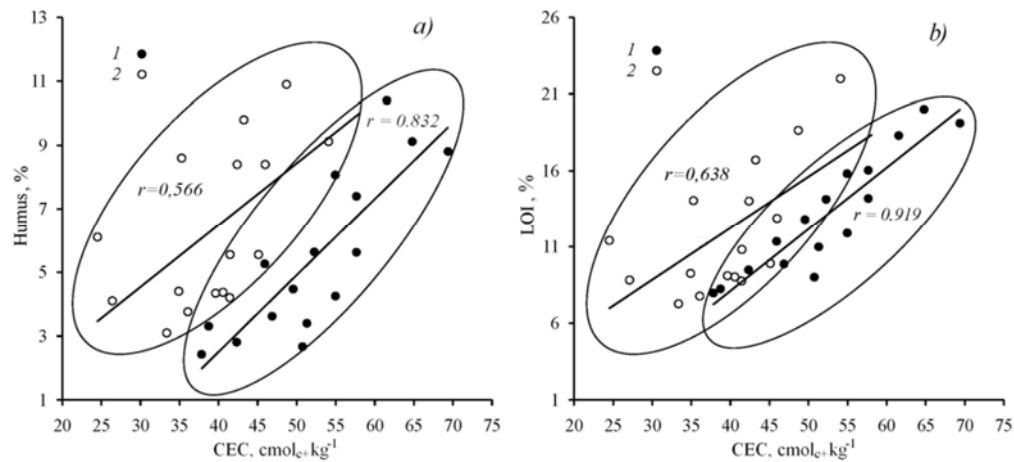 a)
13
11
9
7
5
3
1
Humus, %
1
2
r=0,566
r = 0.832
20 25 30 35 40 45 50 55 60 65 70 75
CEC, cmolc+kg-1
b)
26
21
16
11
6
1
LOI, %
1
2
r=0,638
r = 0.919
20 25 30 35 40 45 50 55 60 65 70 75
CEC, cmolc+kg-1